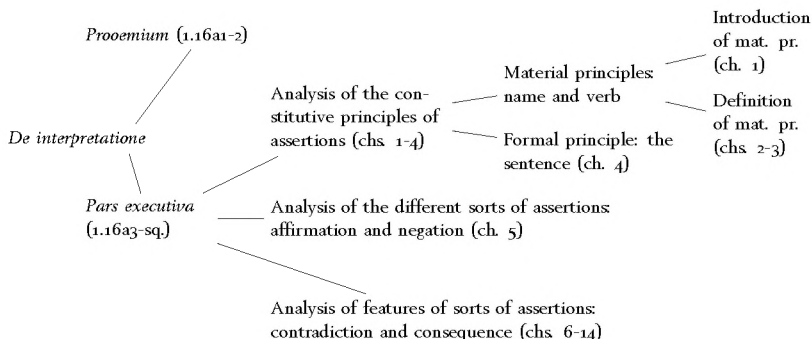 Prooemium (1.16a1-2)
De interpretatione
Pars executiva
(1.16a3-sq.)
Analysis of the con-
stitutive principles of
assertions (chs. 1-4)
Material principles:
name and verb
Introduction
of mat. pr.
(ch. 1)
Definition
of mat. pr.
(chs. 2-3)
Formal principle: the
sentence (ch. 4)
Analysis of the different sorts of assertions:
affirmation and negation (ch. 5)
Analysis of features of sorts of assertions:
contradiction and consequence (chs. 6-14)